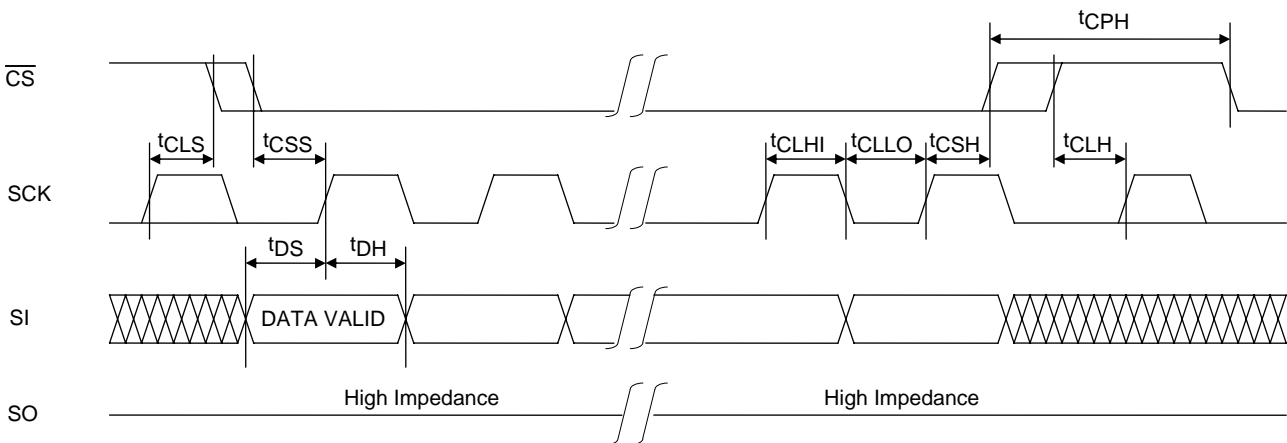 tCPH
CS
tCLS
tCSS
tCLHI
tCLLO
tCSH
tCLH
SCK
tDS
tDH
SI
DATA VALID
High Impedance
High Impedance
SO